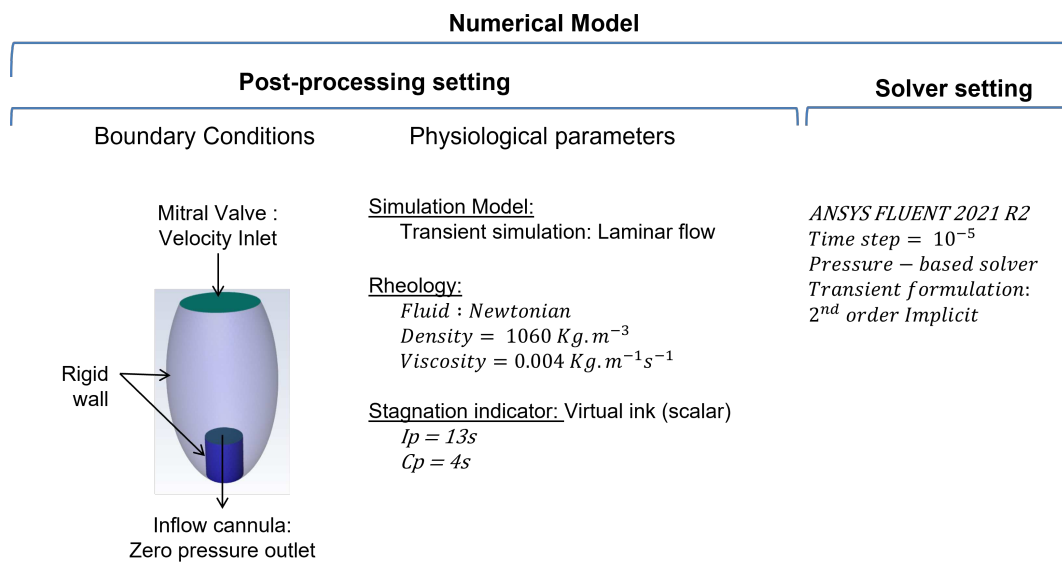 Numerical Model
Post-processing setting
Solver setting
Boundary Conditions
Physiological parameters
Mitral Valve :
Velocity Inlet
Rigid
wall
Inflow cannula:
Zero pressure outlet
Simulation Model:
Transient simulation: Laminar flow
Rheology:
Fluid : Newtonian
Density = 1060 Kg.m⁻³
Viscosity = 0.004 Kg.m⁻¹s⁻¹
Stagnation indicator: Virtual ink (scalar)
Ip = 13s
Cp = 4s
ANSYS FLUENT 2021 R2
Time step = 10⁻⁵
Pressure − based solver
Transient formulation:
2ⁿᵈ order Implicit